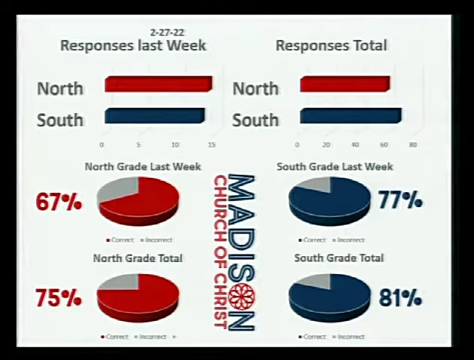 2-27-22
Responses last Week
North
South
0 5 10 15
Responses Total
North
South
0 20 40 60 80
North Grade Last Week
67%
Correct Incorrect
South Grade Last Week
77%
Correct Incorrect
MADISON
CHURCH OF CHRIST
North Grade Total
75%
Correct Incorrect
South Grade Total
81%
Correct Incorrect